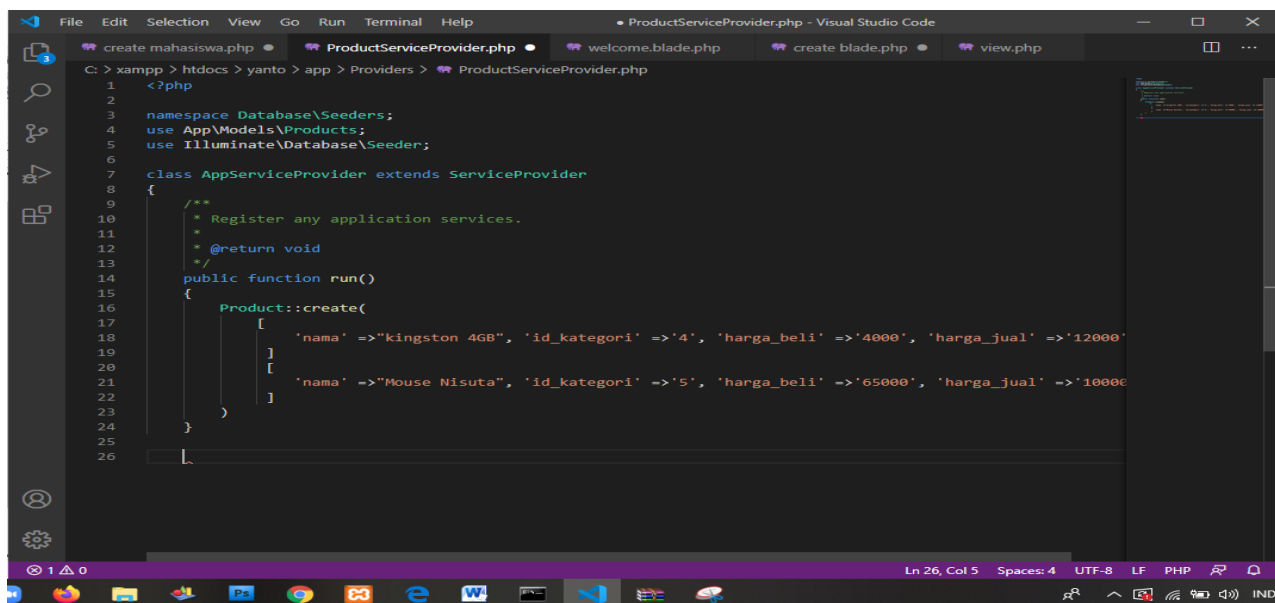 File Edit Selection View Go Run Terminal Help ● ProductServiceProvider.php - Visual Studio Code
create mahasiswa.php ● ProductServiceProvider.php ● welcome.blade.php create blade.php ● view.php
C: > xampp > htdocs > yanto > app > Providers > ProductServiceProvider.php
1 <?php
2
3 namespace Database\Seeders;
4 use App\Models\Products;
5 use Illuminate\Database\Seeder;
6
7 class AppServiceProvider extends ServiceProvider
8 {
9 /**
10 * Register any application services.
11 *
12 * @return void
13 */
14 public function run()
15 {
16 Product::create(
17 [
18 'nama' =>"kingston 4GB", 'id_kategori' =>'4', 'harga_beli' =>'4000', 'harga_jual' =>'12000'
19 ]
20 [
21 'nama' =>"Mouse Nisuta", 'id_kategori' =>'5', 'harga_beli' =>'65000', 'harga_jual' =>'10000
22 ]
23 )
24 }
25
26
3
1 0 Ln 26, Col 5 Spaces: 4 UTF-8 LF PHP
Ps W IND